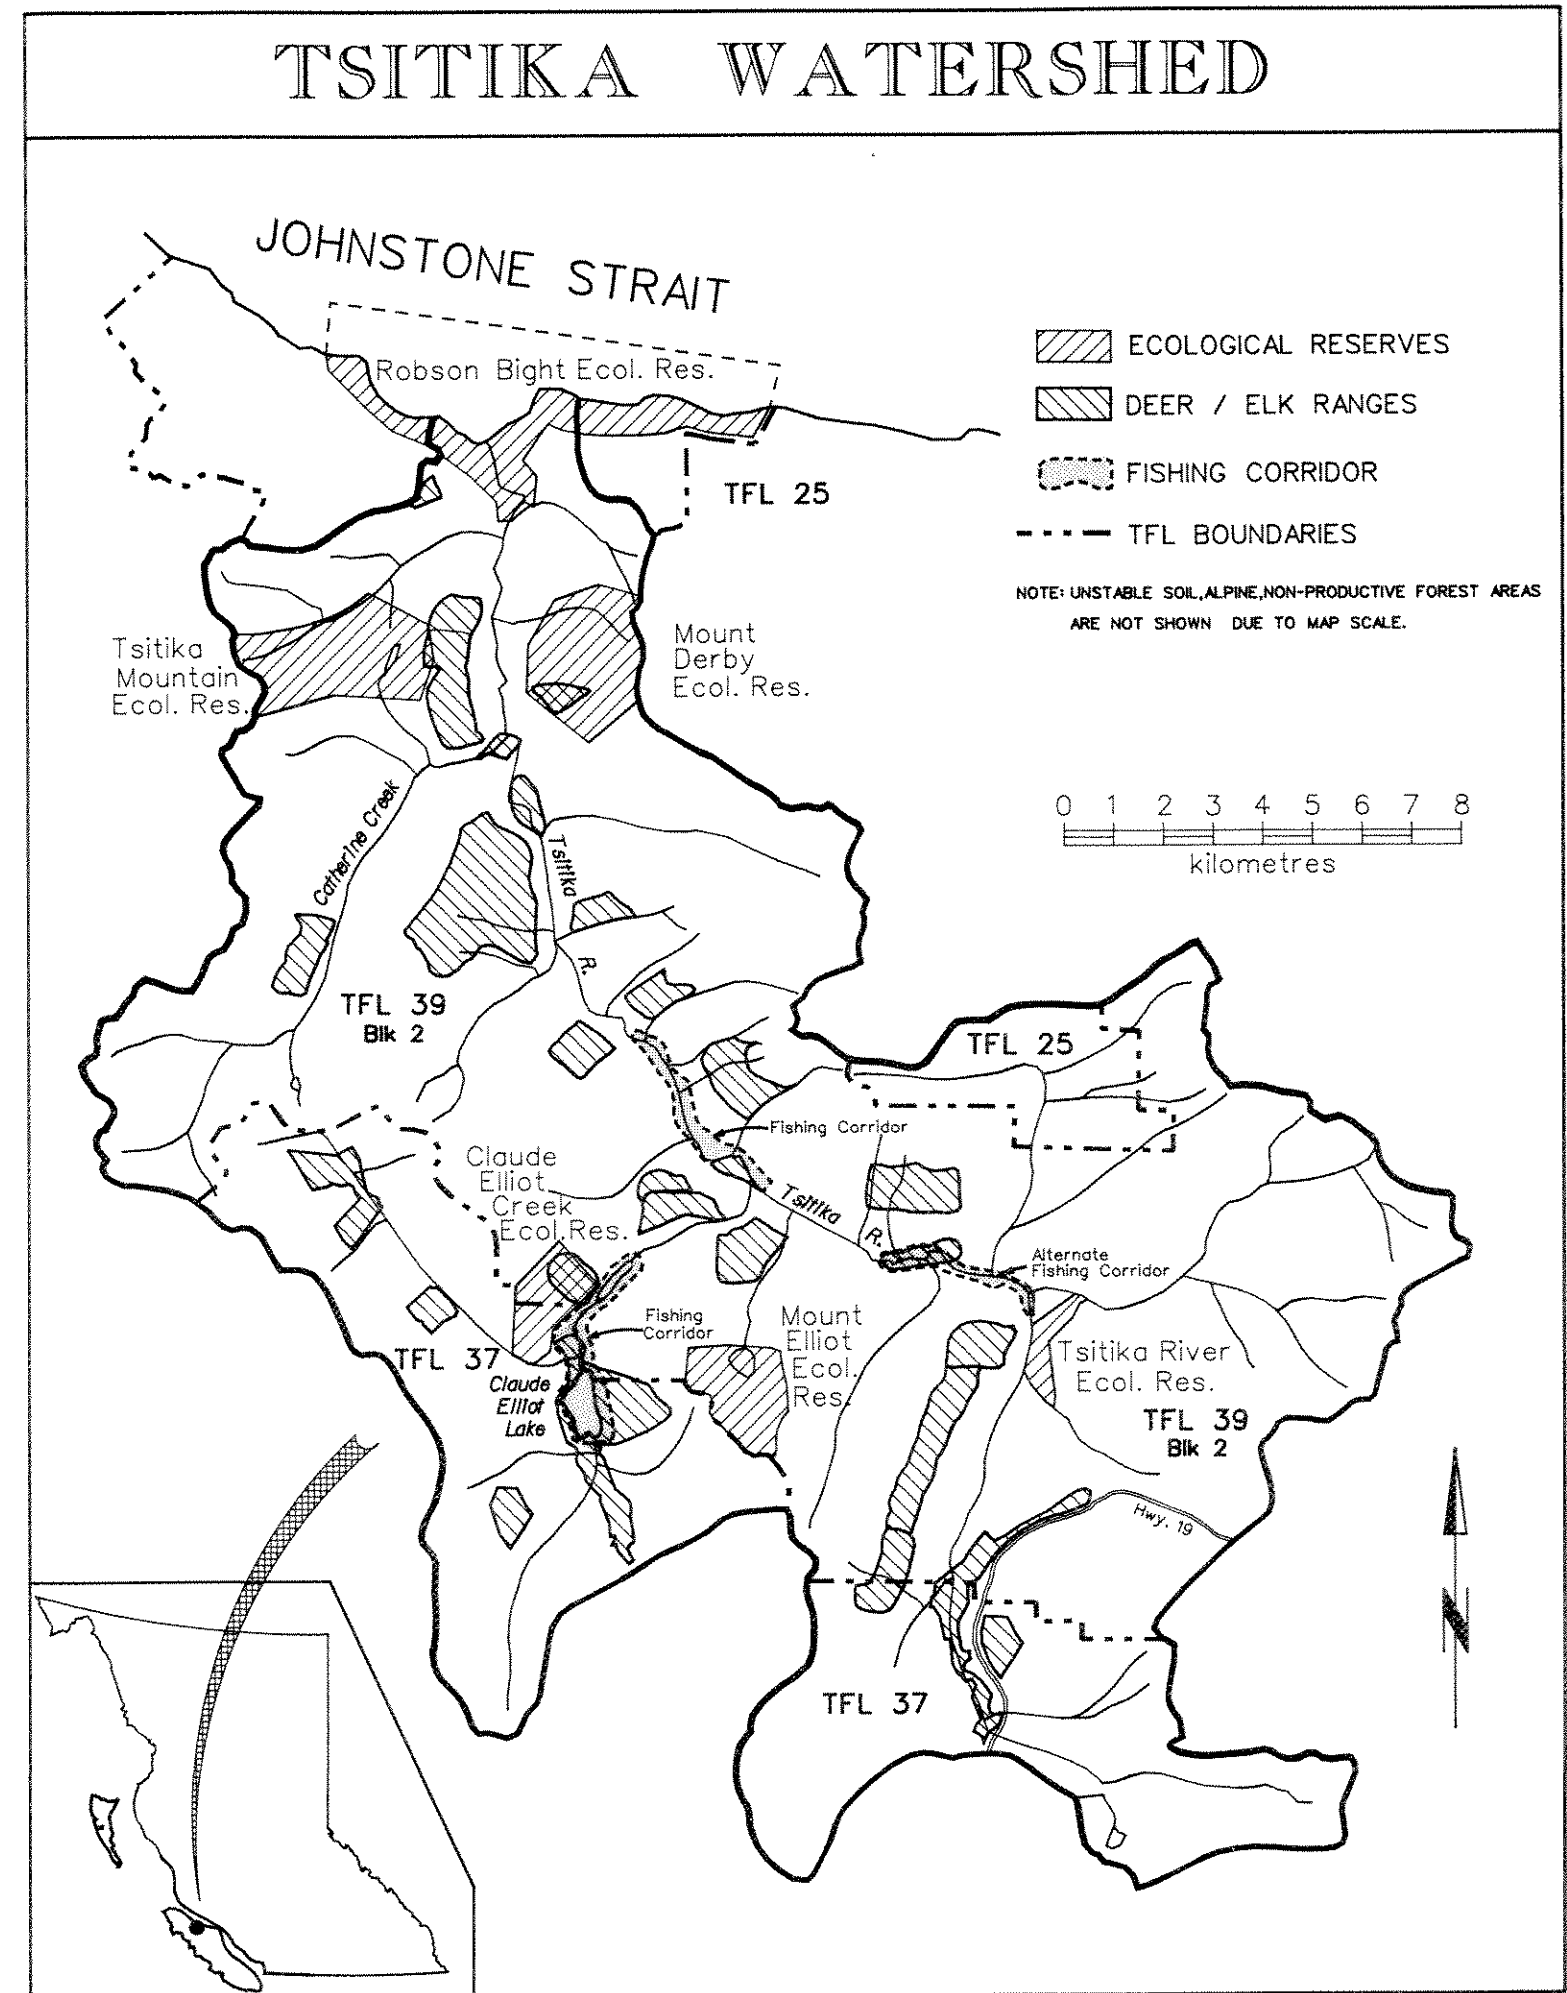 TSITIKA WATERSHED
JOHNSTONE STRAIT
Robson Bight Ecol. Res.
ECOLOGICAL RESERVES
DEER / ELK RANGES
FISHING CORRIDOR
TFL BOUNDARIES
NOTE: UNSTABLE SOIL,ALPINE,NON-PRODUCTIVE FOREST AREAS
ARE NOT SHOWN DUE TO MAP SCALE.
TFL 25
Tsitika
Mountain
Ecol. Res.
Mount
Derby
Ecol. Res.
0 1 2 3 4 5 6 7 8
kilometres
Catherine Creek
Tsitika
R.
TFL 39
Blk 2
TFL 25
Fishing Corridor
Claude
Elliot
Creek
Ecol.Res.
Tsitika
R.
Alternate
Fishing Corridor
Fishing
Corridor
Mount
Elliot
Ecol.
Res.
Tsitika River
Ecol. Res.
TFL 37
Claude
Elliot
Lake
TFL 39
Blk 2
Hwy. 19
TFL 37
N